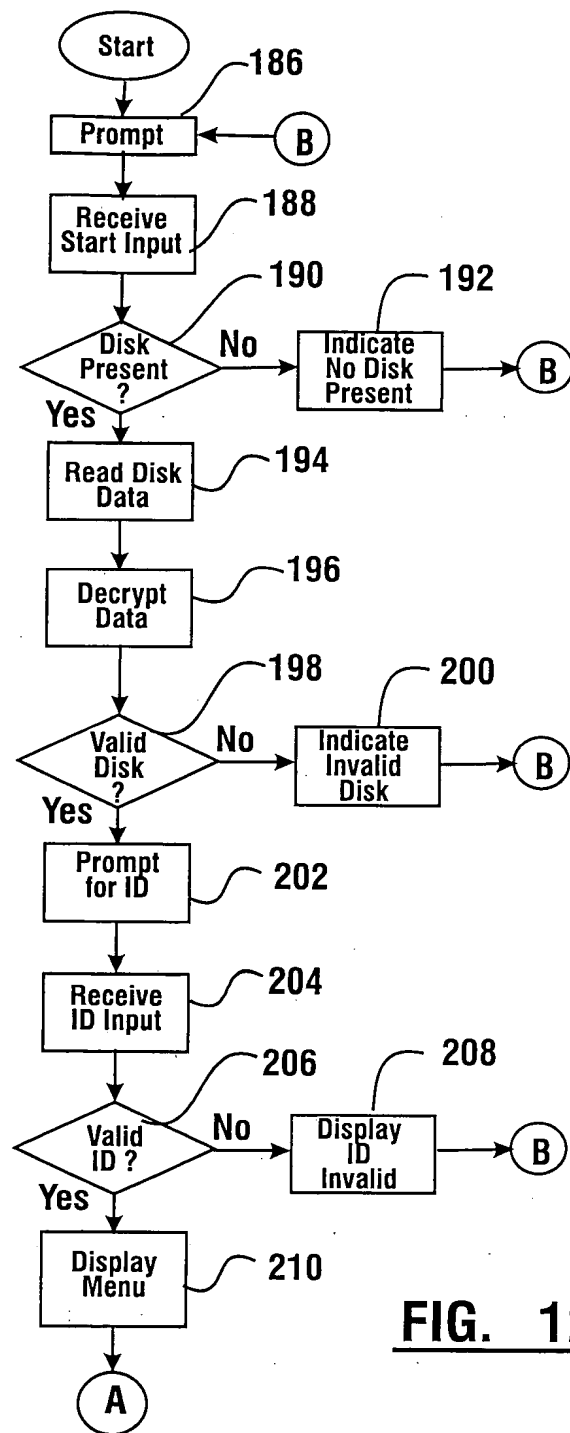 Start
186
Prompt
B
Receive
Start Input
188
190
Disk
Present
?
No
192
Indicate
No Disk
Present
B
Yes
Read Disk
Data
194
Decrypt
Data
196
198
Valid
Disk
?
No
200
Indicate
Invalid
Disk
B
Yes
Prompt
for ID
202
Receive
ID Input
204
206
Valid
ID ?
No
208
Display
ID
Invalid
B
Yes
Display
Menu
210
FIG. 1
A